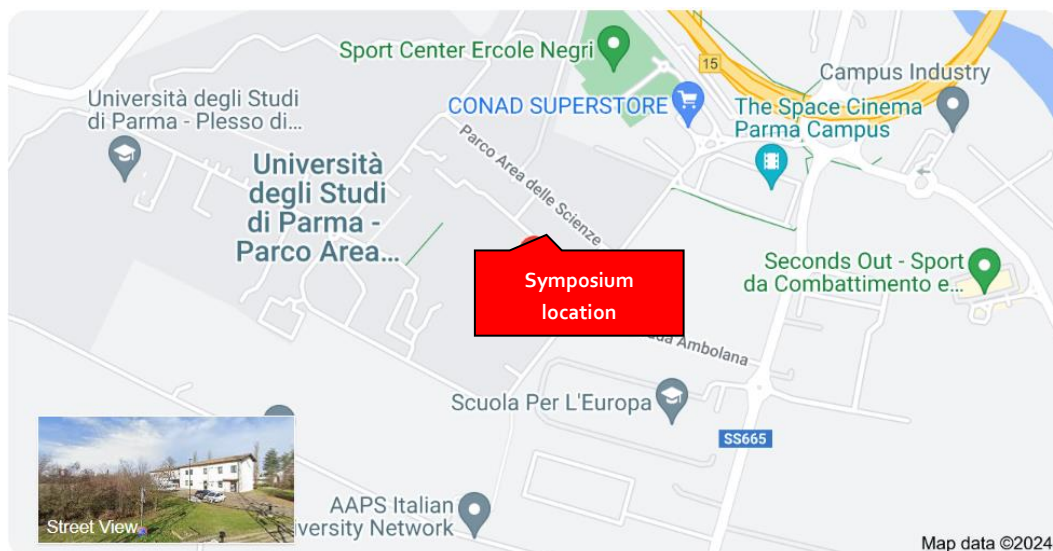 Sport Center Ercole Negri
15
Campus Industry
Università degli Studi
di Parma - Plesso di...
CONAD SUPERSTORE
The Space Cinema
Parma Campus
Parco Area delle Scienze
Università
degli Studi
di Parma -
Parco Area...
Seconds Out - Sport
da Combattimento e...
Symposium
location
Ambolana
Scuola Per L'Europa
SS665
AAPS Italian
iversity Network
Street View
Map data ©2024